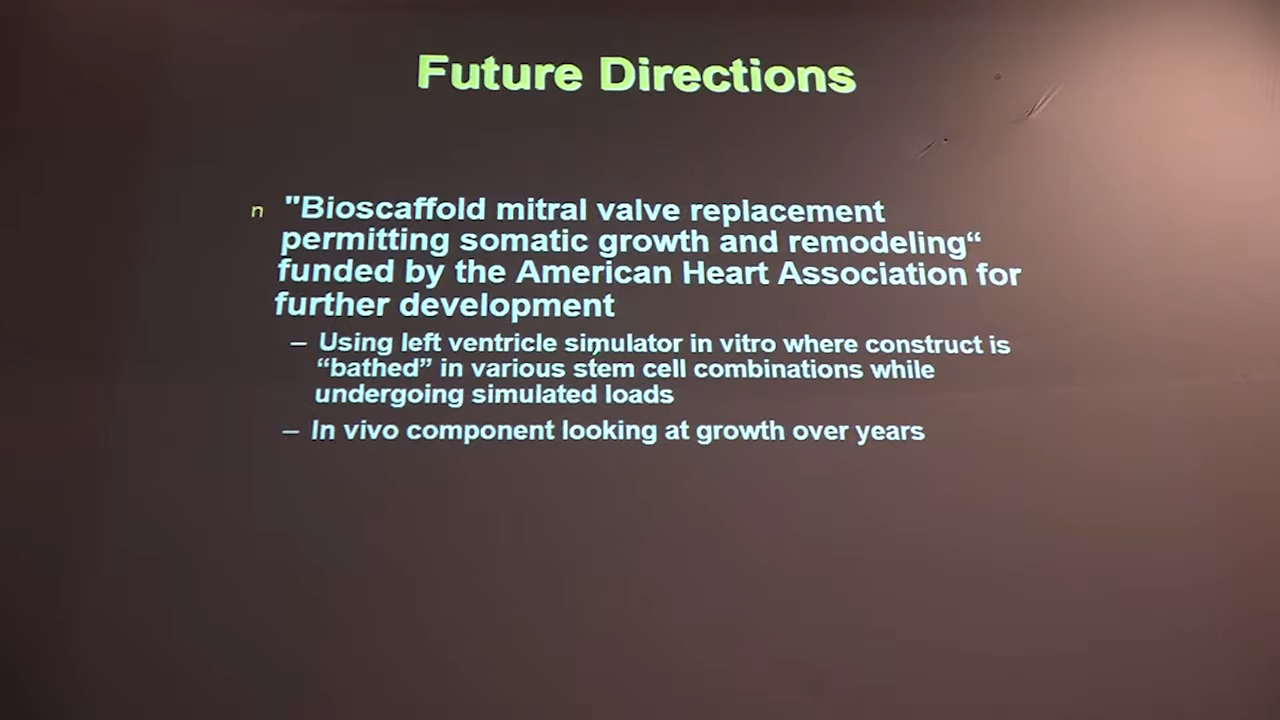 Future Directions
n "Bioscaffold mitral valve replacement
permitting somatic growth and remodeling“
funded by the American Heart Association for
further development
– Using left ventricle simulator in vitro where construct is
“bathed” in various stem cell combinations while
undergoing simulated loads
– In vivo component looking at growth over years